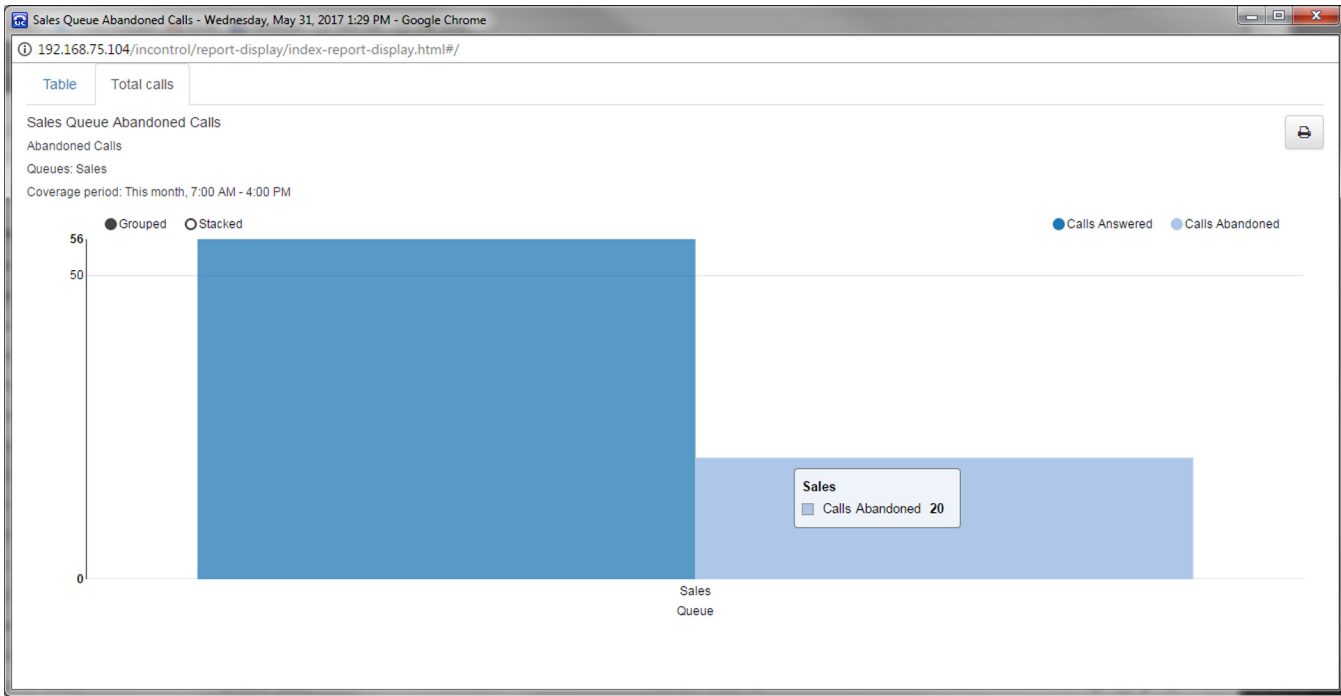 UC Sales Queue Abandoned Calls - Wednesday, May 31, 2017 1:29 PM - Google Chrome
192.168.75.104/incontrol/report-display/index-report-display.html#/
Table Total calls
Sales Queue Abandoned Calls
Abandoned Calls
Queues: Sales
Coverage period: This month, 7:00 AM - 4:00 PM
Grouped Stacked Calls Answered Calls Abandoned
56
50
Sales
Calls Abandoned 20
0
Sales
Queue